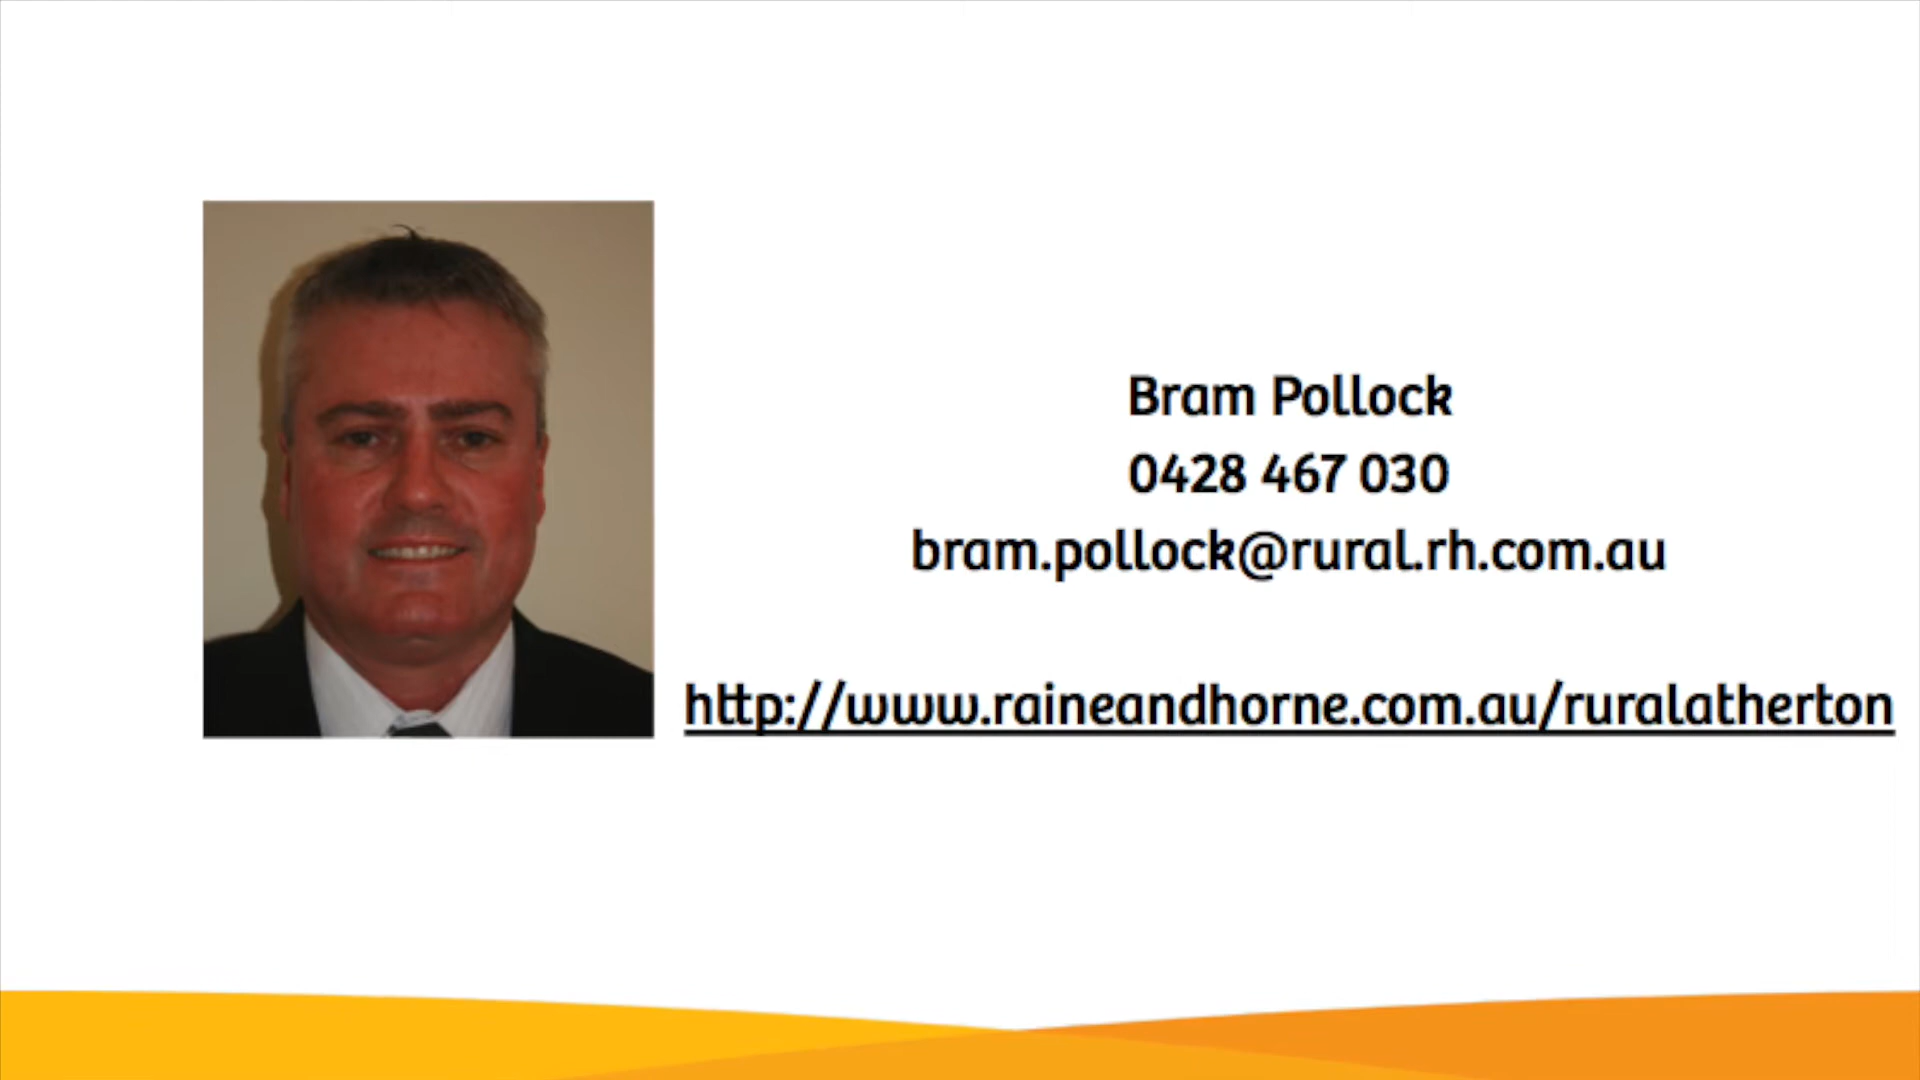 Bram Pollock
0428 467 030
bram.pollock@rural.rh.com.au
http://www.raineandhorne.com.au/ruralatherton